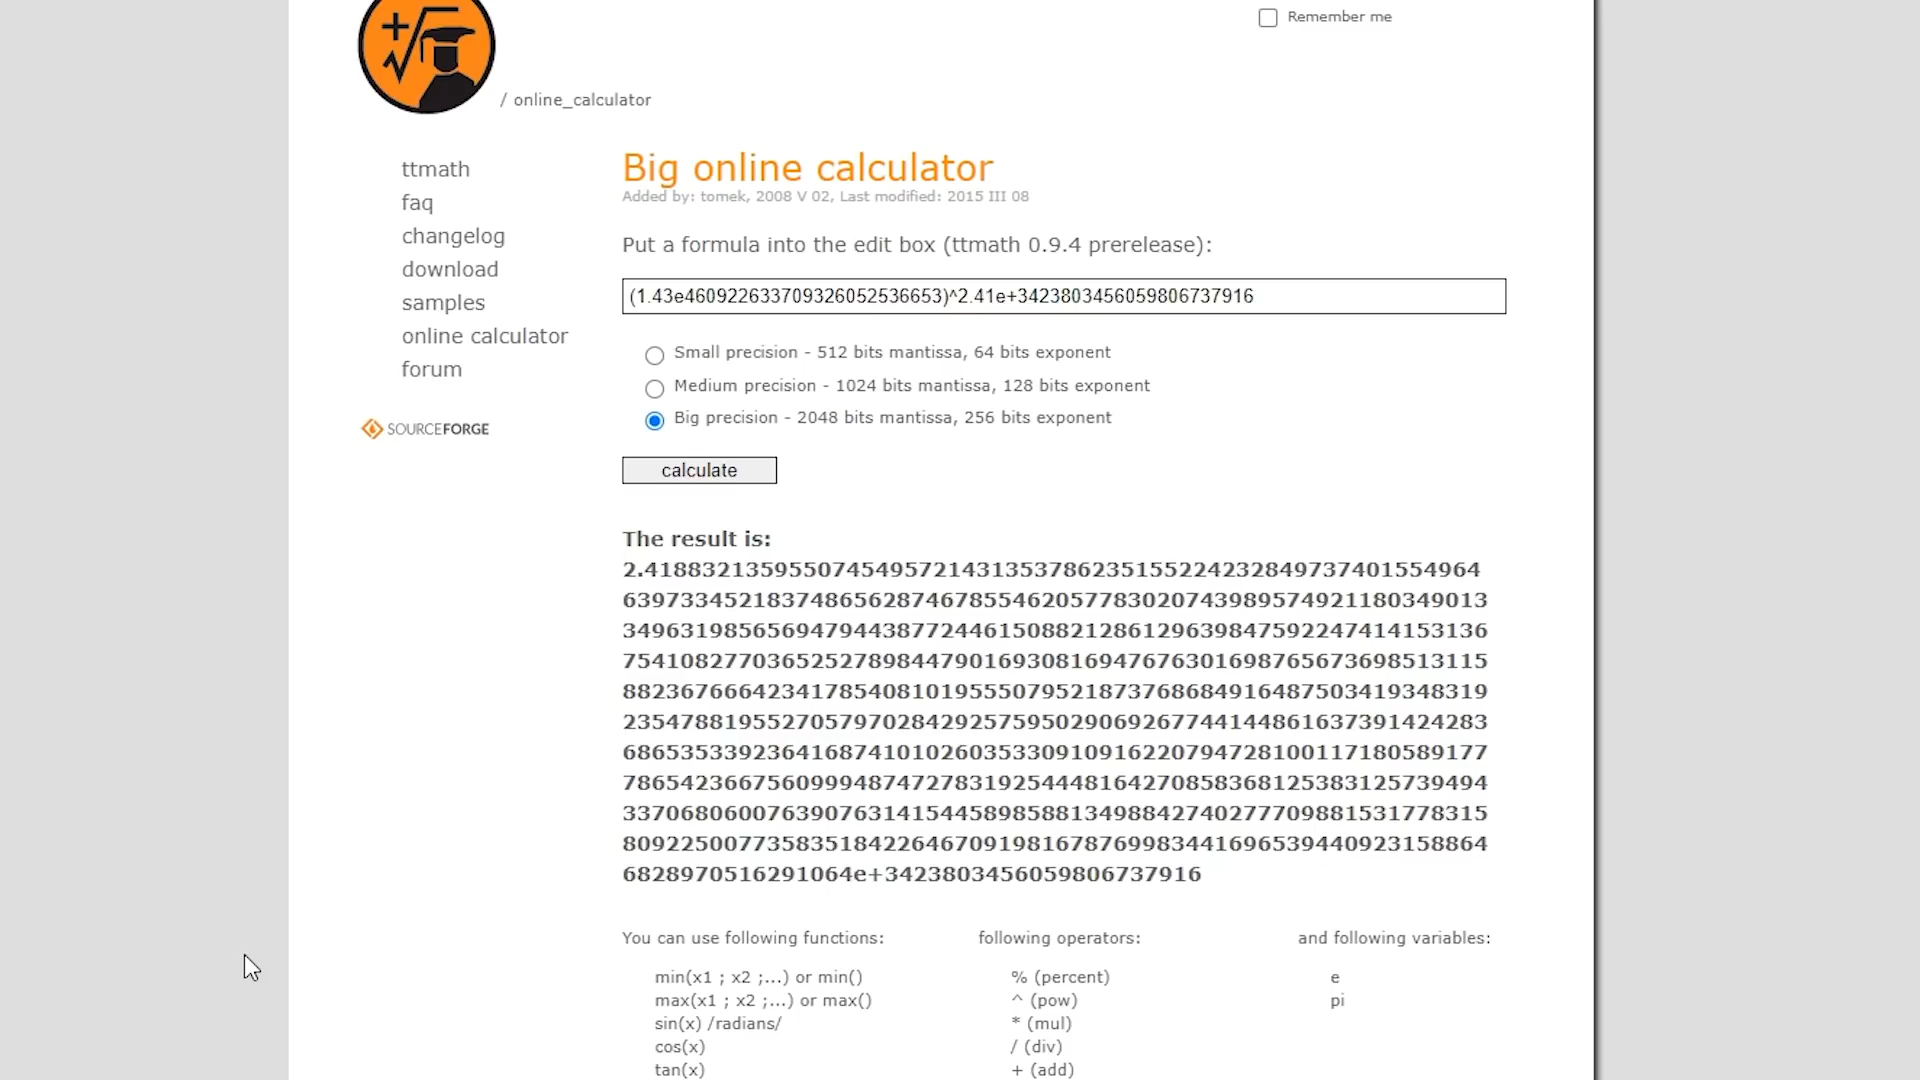 Remember me
/ online_calculator
ttmath
faq
changelog
download
samples
online calculator
forum
SOURCEFORGE
Big online calculator
Added by: tomek, 2008 V 02, Last modified: 2015 III 08
Put a formula into the edit box (ttmath 0.9.4 prerelease):
(1.43e4609226337093260525366​53)^2.41e+3423803456059806737916
Small precision - 512 bits mantissa, 64 bits exponent
Medium precision - 1024 bits mantissa, 128 bits exponent
Big precision - 2048 bits mantissa, 256 bits exponent
calculate
The result is:
2.41883213595507454957214313537862351552242328497374015549​64
6397334521837486562874678554620577830207439895749211803490​13
3496319856569479443877244615088212861296398475922474141531​36
7541082770365252789844790169308169476763016987656736985131​15
8823676664234178540810195550795218737686849164875034193483​19
2354788195527057970284292575950290692677441448616373914242​83
6865353392364168741010260353309109162207947281001171805891​77
7865423667560999487472783192544481642708583681253831257394​94
3370680600763907631415445898588134988427402777098815317783​15
8092250077358351842264670919816787699834416965394409231588​64
6828970516291064e+3423803456059806737916
You can use following functions:
following operators:
and following variables:
min(x1 ; x2 ;...) or min()
% (percent)
e
max(x1 ; x2 ;...) or max()
^ (pow)
pi
sin(x) /radians/
* (mul)
cos(x)
/ (div)
tan(x)
+ (add)